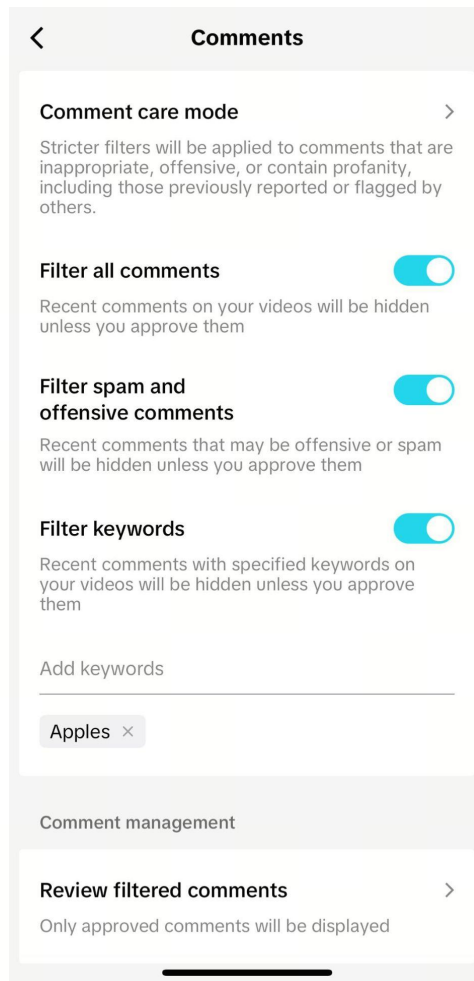 Comments
Comment care mode
Stricter filters will be applied to comments that are
inappropriate, offensive, or contain profanity,
including those previously reported or flagged by
others.
Filter all comments
Recent comments on your videos will be hidden
unless you approve them
Filter spam and
offensive comments
Recent comments that may be offensive or spam
will be hidden unless you approve them
Filter keywords
Recent comments with specified keywords on
your videos will be hidden unless you approve
them
Add keywords
Apples
Comment management
Review filtered comments
Only approved comments will be displayed